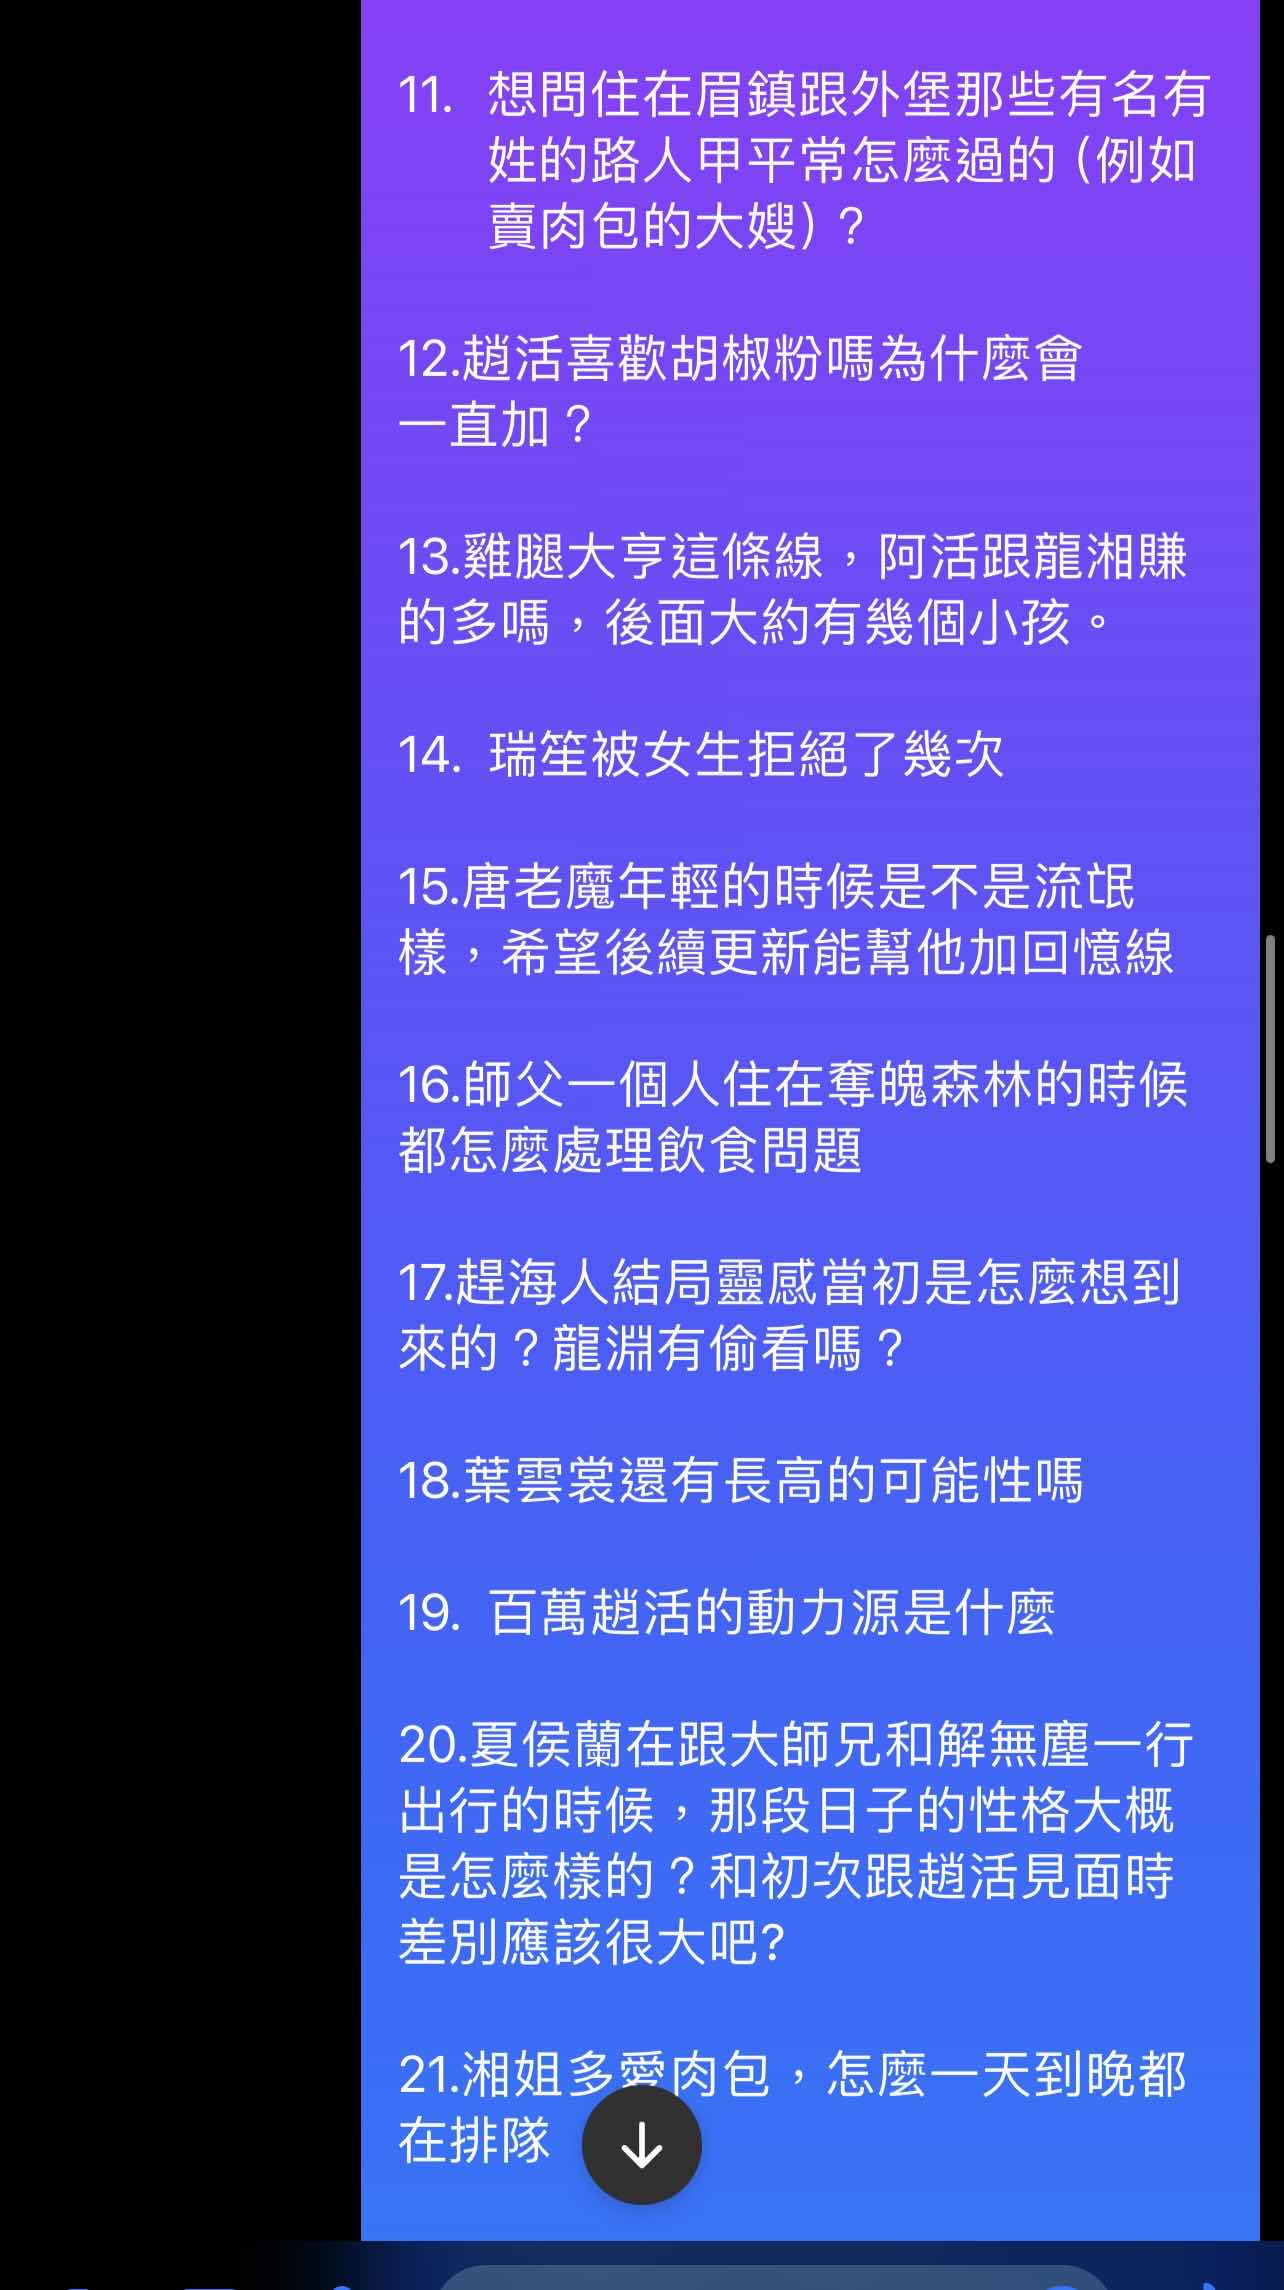 11. 想問住在眉鎮跟外堡那些有名有
姓的路人甲平常怎麼過的（例如
賣肉包的大嫂）？
12.趙活喜歡胡椒粉嗎為什麼會
一直加？
13.雞腿大亨這條線，阿活跟龍湘賺
的多嗎，後面大約有幾個小孩。
14. 瑞笙被女生拒絕了幾次
15.唐老魔年輕的時候是不是流氓
樣，希望後續更新能幫他加回憶線
16.師父一個人住在奪魄森林的時候
都怎麼處理飲食問題
17.趕海人結局靈感當初是怎麼想到
來的？龍淵有偷看嗎？
18.葉雲裳還有長高的可能性嗎
19. 百萬趙活的動力源是什麼
20.夏侯蘭在跟大師兄和解無塵一行
出行的時候，那段日子的性格大概
是怎麼樣的？和初次跟趙活見面時
差別應該很大吧?
21.湘姐多愛肉包，怎麼一天到晚都
在排隊